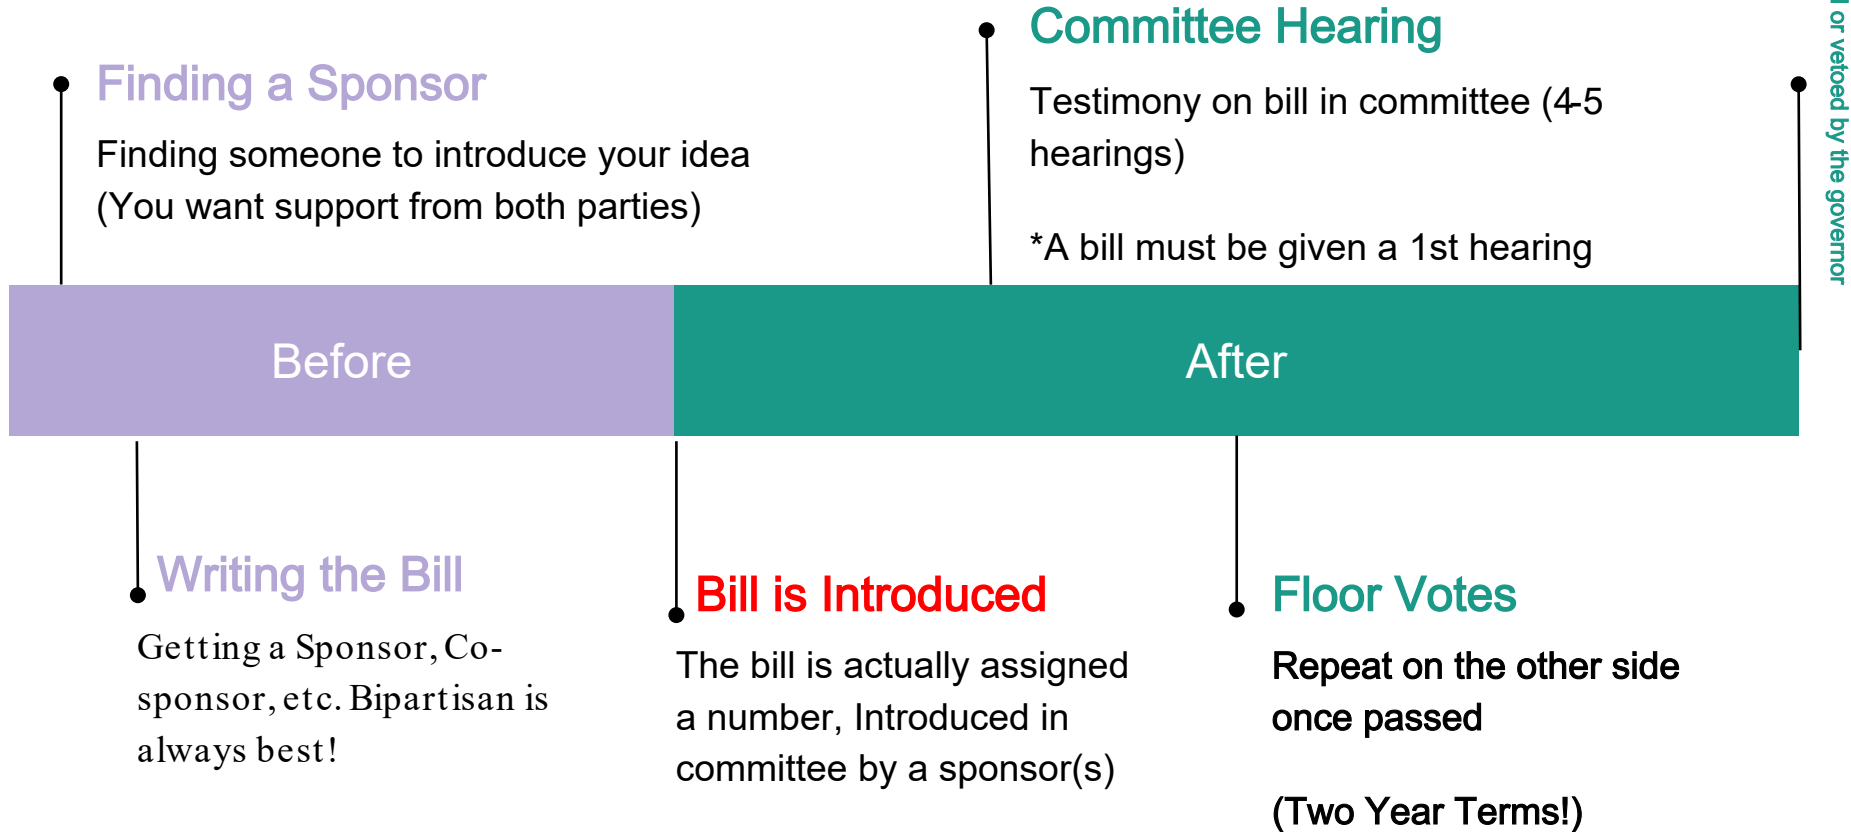 Finding a Sponsor
Finding someone to introduce your idea
(You want support from both parties)
Committee Hearing
Testimony on bill in committee (4-5
hearings)
*A bill must be given a 1st hearing
or vetoed by the governor
Before
After
Writing the Bill
Getting a Sponsor, Co-
sponsor, etc. Bipartisan is
always best!
Bill is Introduced
The bill is actually assigned
a number, Introduced in
committee by a sponsor(s)
Floor Votes
Repeat on the other side
once passed
(Two Year Terms!)